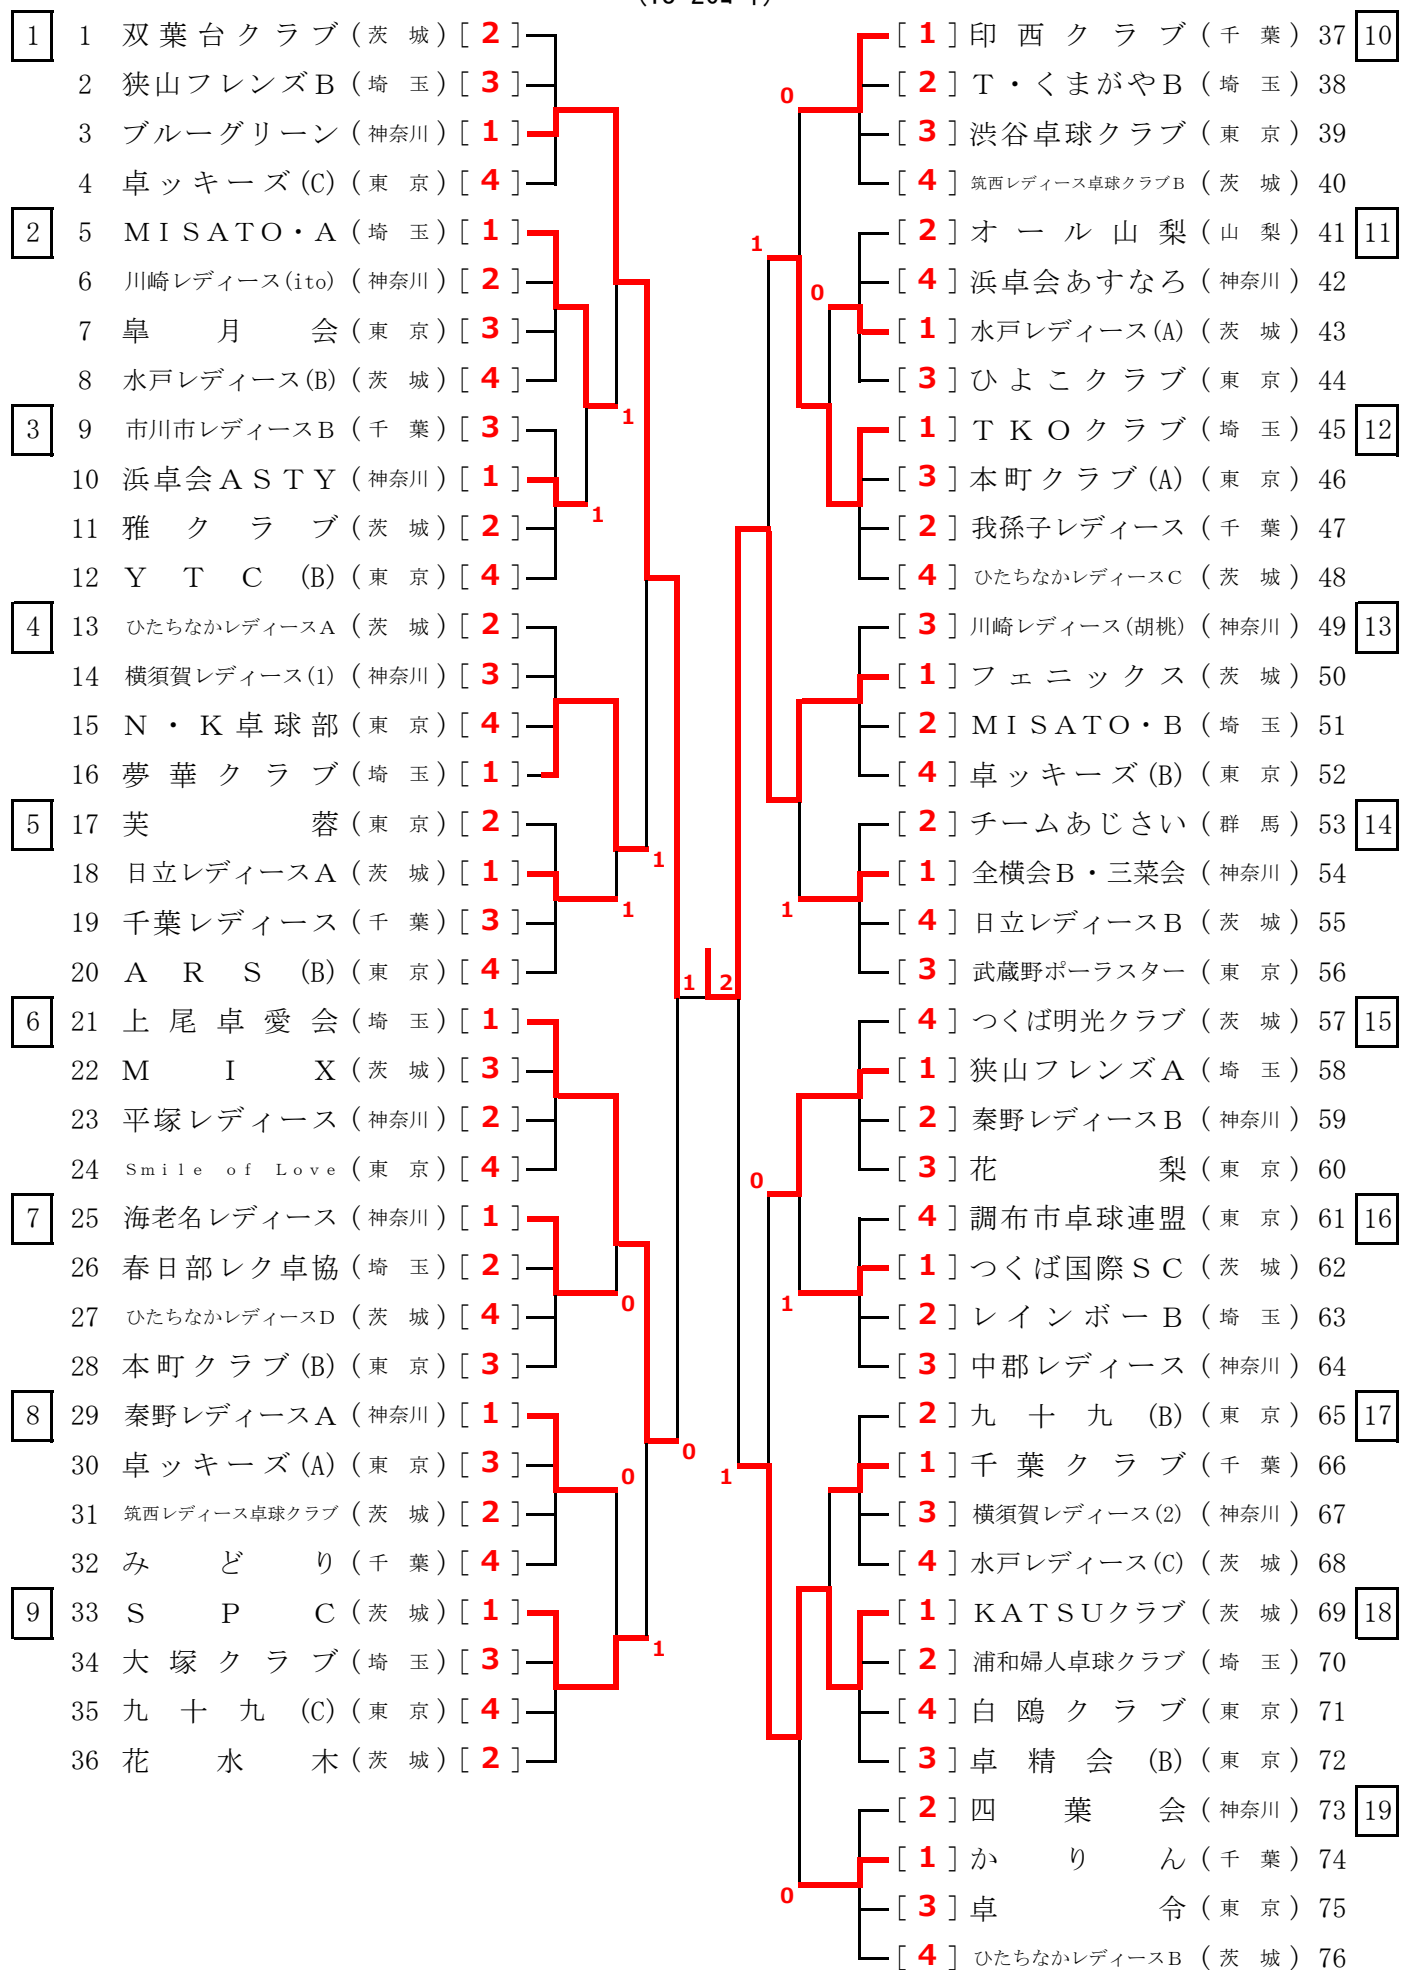 1 1 双葉台クラブ (茨 城) [ 2 ]
2 狭山フレンズB (埼 玉) [ 3 ]
3 ブルーグリーン (神奈川) [ 1 ]
4 卓ッキーズ(C) (東 京) [ 4 ]
2 5 MISATO・A (埼 玉) [ 1 ]
6 川崎レディース(ito) (神奈川) [ 2 ]
7 皐月会 (東 京) [ 3 ]
8 水戸レディース(B) (茨 城) [ 4 ]
3 9 市川市レディースB (千 葉) [ 3 ]
10 浜卓会ASTY (神奈川) [ 1 ]
11 雅クラブ (茨 城) [ 2 ]
12 YTC (B) (東 京) [ 4 ]
4 13 ひたちなかレディースA (茨 城) [ 2 ]
14 横須賀レディース(1) (神奈川) [ 3 ]
15 N・K卓球部 (東 京) [ 4 ]
16 夢華クラブ (埼 玉) [ 1 ]
5 17 芙蓉 (東 京) [ 2 ]
18 日立レディースA (茨 城) [ 1 ]
19 千葉レディース (千 葉) [ 3 ]
20 ARS (B) (東 京) [ 4 ]
6 21 上尾卓愛会 (埼 玉) [ 1 ]
22 MIX (茨 城) [ 3 ]
23 平塚レディース (神奈川) [ 2 ]
24 Smile of Love (東 京) [ 4 ]
7 25 海老名レディース (神奈川) [ 1 ]
26 春日部レク卓協 (埼 玉) [ 2 ]
27 ひたちなかレディースD (茨 城) [ 4 ]
28 本町クラブ(B) (東 京) [ 3 ]
8 29 秦野レディースA (神奈川) [ 1 ]
30 卓ッキーズ(A) (東 京) [ 3 ]
31 筑西レディース卓球クラブ (茨 城) [ 2 ]
32 みどり (千 葉) [ 4 ]
9 33 SPC (茨 城) [ 1 ]
34 大塚クラブ (埼 玉) [ 3 ]
35 九十九 (C) (東 京) [ 4 ]
36 花水木 (茨 城) [ 2 ]
1
1
1
1
0
0
0
1
1 2
0
1
0
1
0
1
1
0
[ 1 ] 印西クラブ (千 葉) 37 10
[ 2 ] T・くまがやB (埼 玉) 38
[ 3 ] 渋谷卓球クラブ (東 京) 39
[ 4 ] 筑西レディース卓球クラブB (茨 城) 40
[ 2 ] オール山梨 (山 梨) 41 11
[ 4 ] 浜卓会あすなろ (神奈川) 42
[ 1 ] 水戸レディース(A) (茨 城) 43
[ 3 ] ひよこクラブ (東 京) 44
[ 1 ] TKOクラブ (埼 玉) 45 12
[ 3 ] 本町クラブ(A) (東 京) 46
[ 2 ] 我孫子レディース (千 葉) 47
[ 4 ] ひたちなかレディースC (茨 城) 48
[ 3 ] 川崎レディース(胡桃) (神奈川) 49 13
[ 1 ] フェニックス (茨 城) 50
[ 2 ] MISATO・B (埼 玉) 51
[ 4 ] 卓ッキーズ(B) (東 京) 52
[ 2 ] チームあじさい (群 馬) 53 14
[ 1 ] 全横会B・三菜会 (神奈川) 54
[ 4 ] 日立レディースB (茨 城) 55
[ 3 ] 武蔵野ポーラスター (東 京) 56
[ 4 ] つくば明光クラブ (茨 城) 57 15
[ 1 ] 狭山フレンズA (埼 玉) 58
[ 2 ] 秦野レディースB (神奈川) 59
[ 3 ] 花梨 (東 京) 60
[ 4 ] 調布市卓球連盟 (東 京) 61 16
[ 1 ] つくば国際SC (茨 城) 62
[ 2 ] レインボーB (埼 玉) 63
[ 3 ] 中郡レディース (神奈川) 64
[ 2 ] 九十九 (B) (東 京) 65 17
[ 1 ] 千葉クラブ (千 葉) 66
[ 3 ] 横須賀レディース(2) (神奈川) 67
[ 4 ] 水戸レディース(C) (茨 城) 68
[ 1 ] KATSUクラブ (茨 城) 69 18
[ 2 ] 浦和婦人卓球クラブ (埼 玉) 70
[ 4 ] 白鴎クラブ (東 京) 71
[ 3 ] 卓精会 (B) (東 京) 72
[ 2 ] 四葉会 (神奈川) 73 19
[ 1 ] かりん (千 葉) 74
[ 3 ] 卓令 (東 京) 75
[ 4 ] ひたちなかレディースB (茨 城) 76